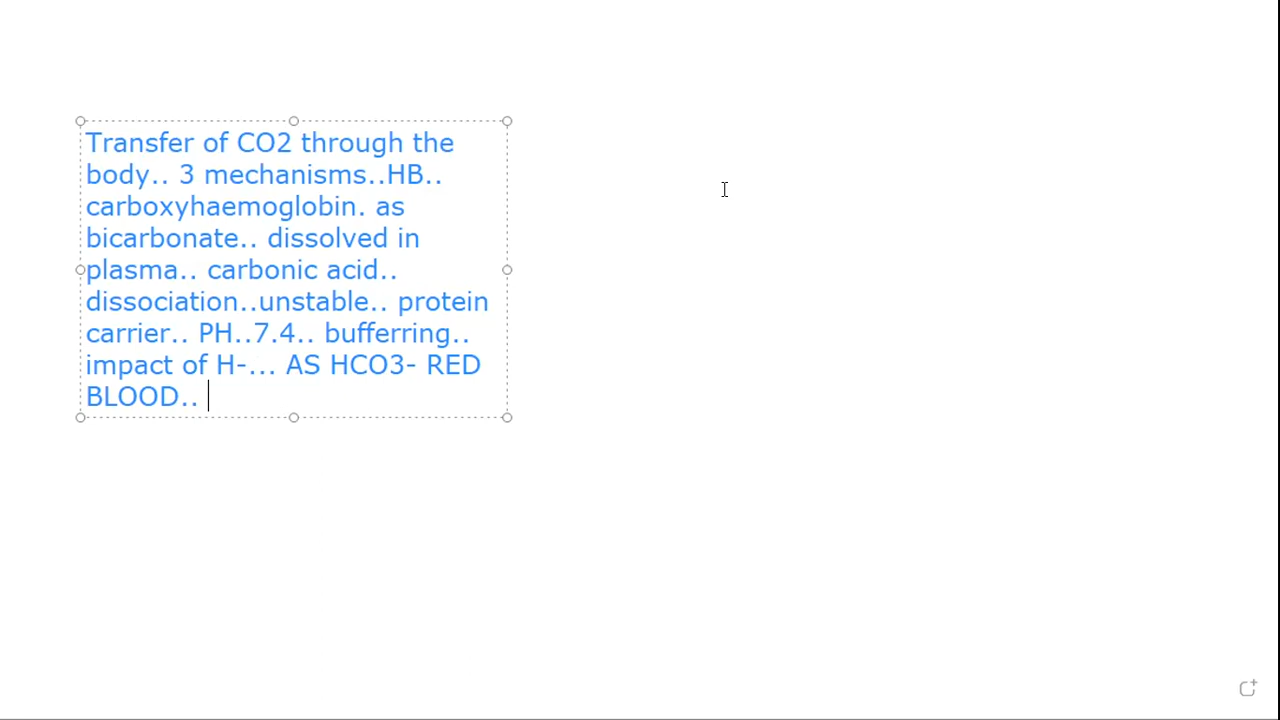 Transfer of CO2 through the
body.. 3 mechanisms..HB..
carboxyhaemoglobin. as
bicarbonate.. dissolved in
plasma.. carbonic acid..
dissociation..unstable.. protein
carrier.. PH..7.4.. bufferring..
impact of H-... AS HCO3- RED
BLOOD..